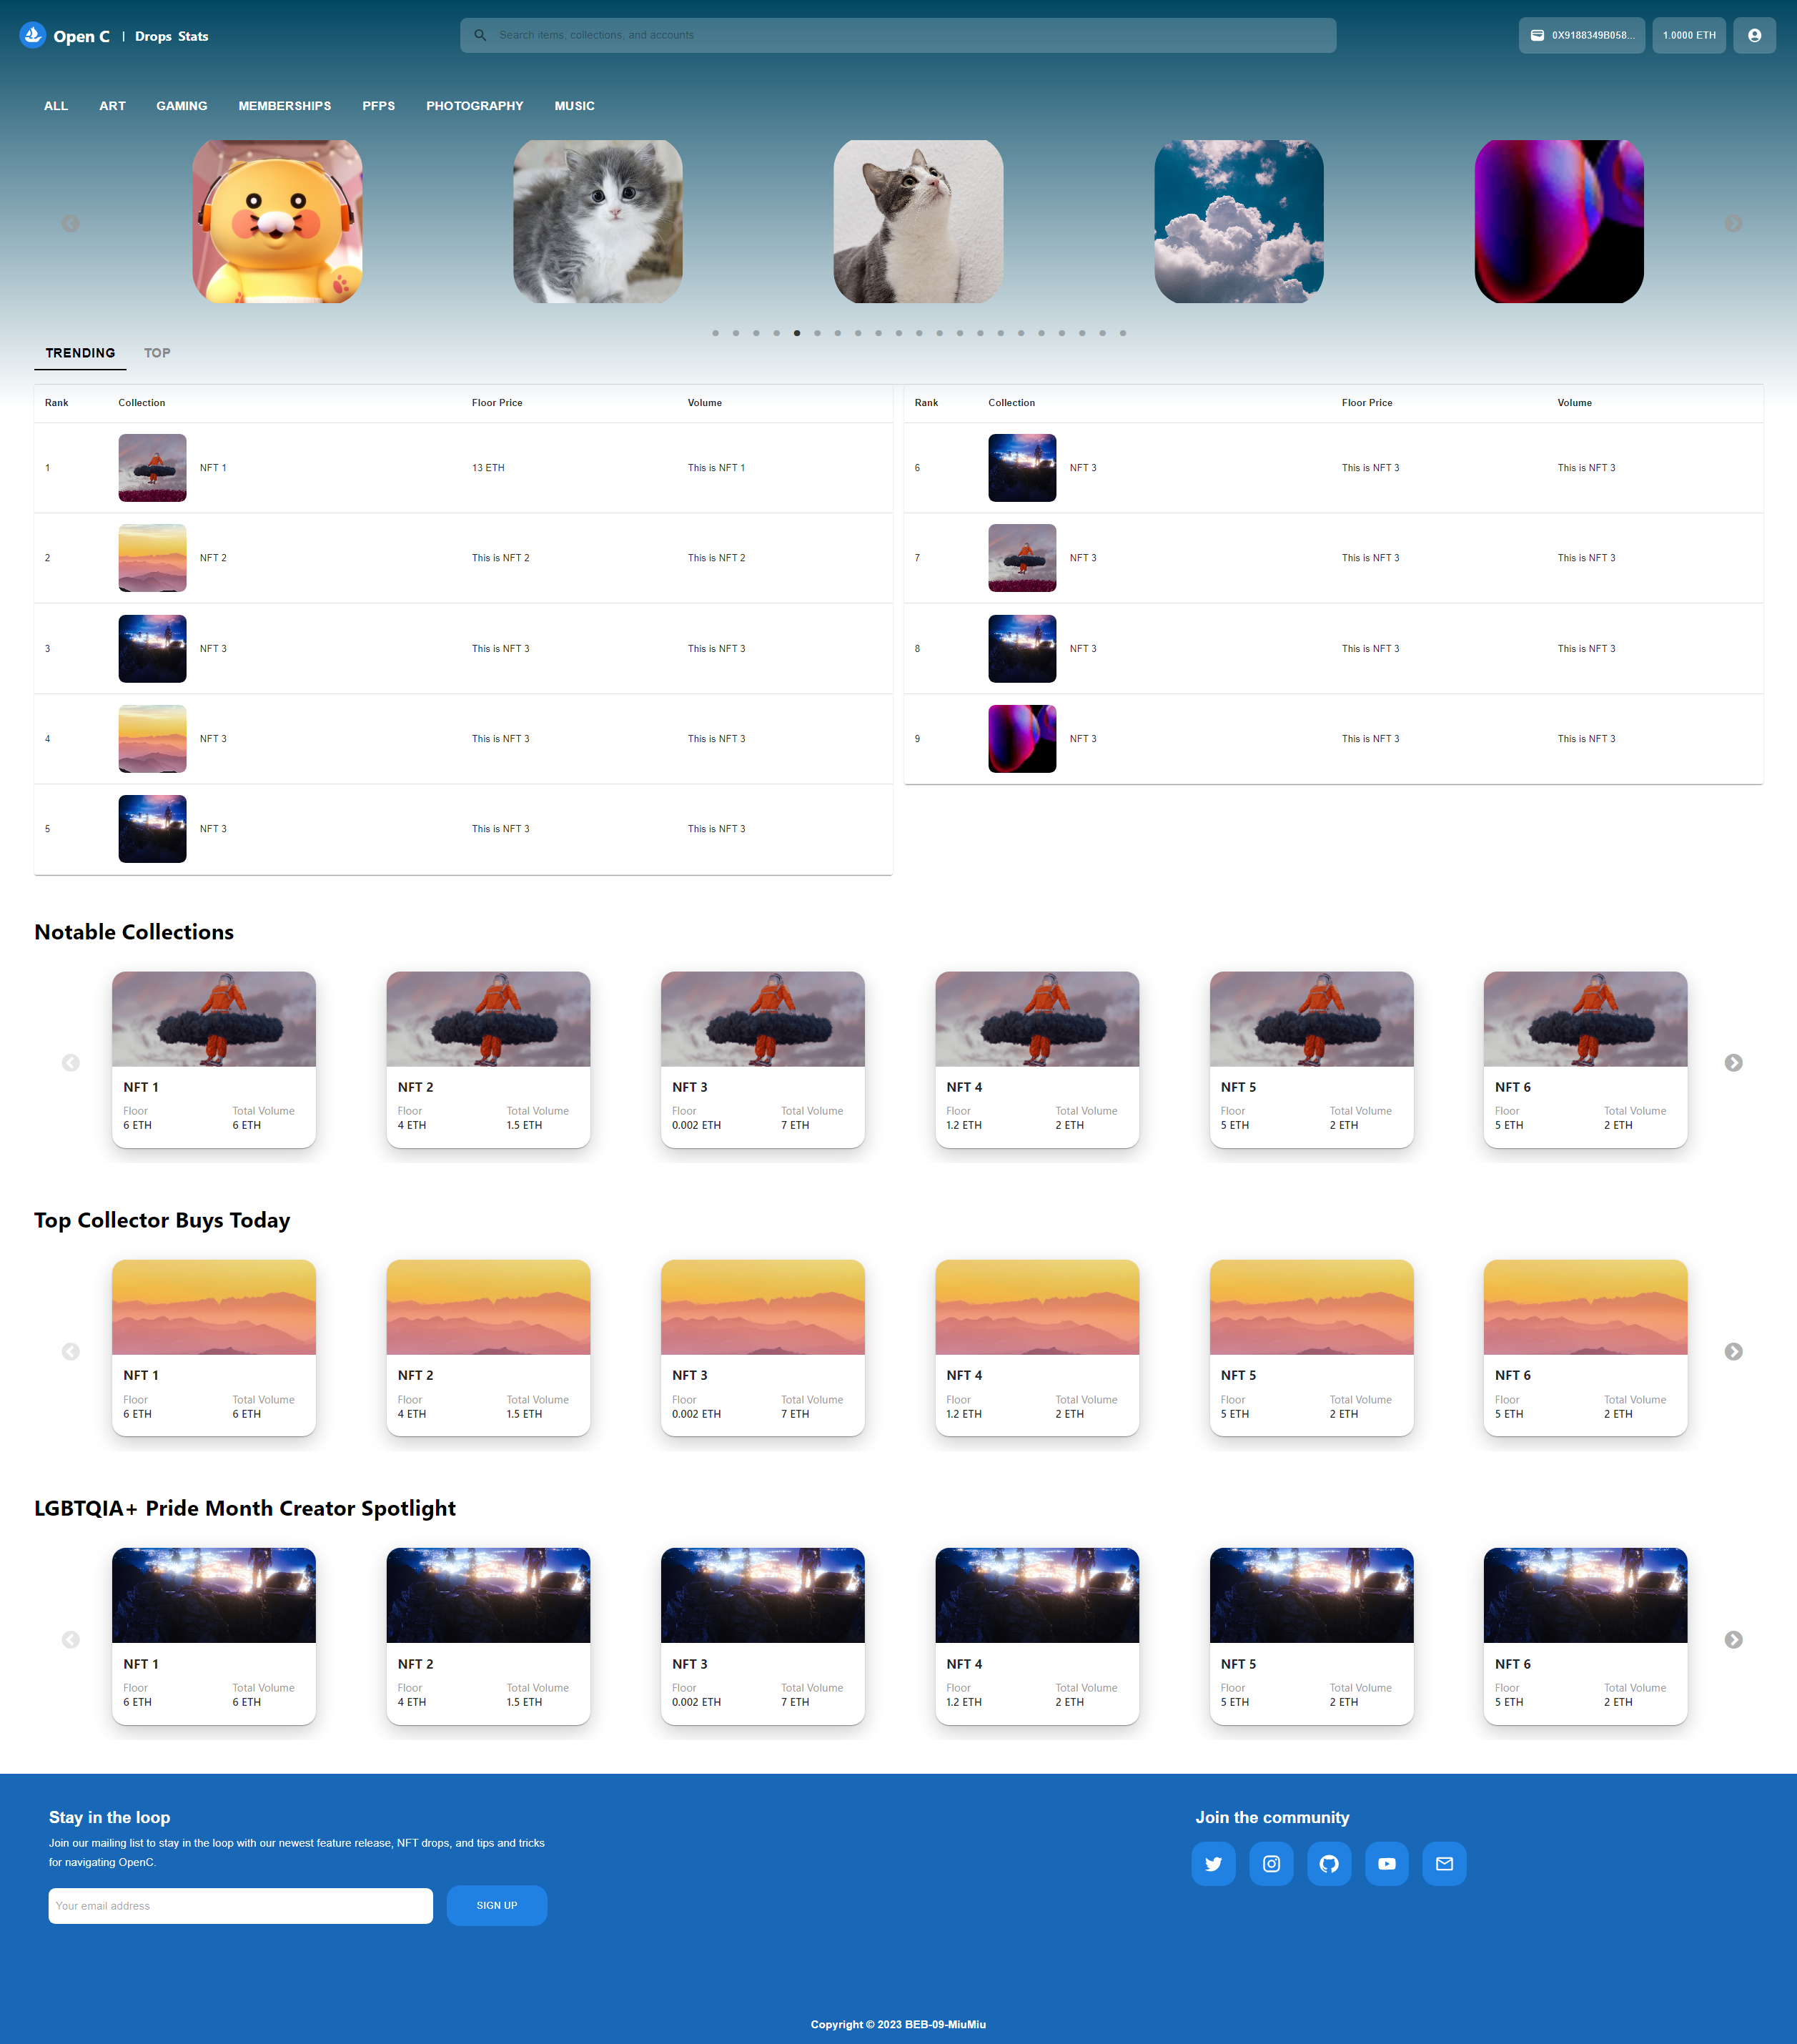 Open C | Drops Stats
Search items, collections, and accounts
0X9188349B058...
1.0000 ETH
ALL ART GAMING MEMBERSHIPS PFPS PHOTOGRAPHY MUSIC
TRENDING TOP
Rank Collection Floor Price Volume
1 NFT 1 13 ETH This is NFT 1
2 NFT 2 This is NFT 2 This is NFT 2
3 NFT 3 This is NFT 3 This is NFT 3
4 NFT 3 This is NFT 3 This is NFT 3
5 NFT 3 This is NFT 3 This is NFT 3
Rank Collection Floor Price Volume
6 NFT 3 This is NFT 3 This is NFT 3
7 NFT 3 This is NFT 3 This is NFT 3
8 NFT 3 This is NFT 3 This is NFT 3
9 NFT 3 This is NFT 3 This is NFT 3
Notable Collections
NFT 1
Floor Total Volume
6 ETH 6 ETH
NFT 2
Floor Total Volume
4 ETH 1.5 ETH
NFT 3
Floor Total Volume
0.002 ETH 7 ETH
NFT 4
Floor Total Volume
1.2 ETH 2 ETH
NFT 5
Floor Total Volume
5 ETH 2 ETH
NFT 6
Floor Total Volume
5 ETH 2 ETH
Top Collector Buys Today
NFT 1
Floor Total Volume
6 ETH 6 ETH
NFT 2
Floor Total Volume
4 ETH 1.5 ETH
NFT 3
Floor Total Volume
0.002 ETH 7 ETH
NFT 4
Floor Total Volume
1.2 ETH 2 ETH
NFT 5
Floor Total Volume
5 ETH 2 ETH
NFT 6
Floor Total Volume
5 ETH 2 ETH
LGBTQIA+ Pride Month Creator Spotlight
NFT 1
Floor Total Volume
6 ETH 6 ETH
NFT 2
Floor Total Volume
4 ETH 1.5 ETH
NFT 3
Floor Total Volume
0.002 ETH 7 ETH
NFT 4
Floor Total Volume
1.2 ETH 2 ETH
NFT 5
Floor Total Volume
5 ETH 2 ETH
NFT 6
Floor Total Volume
5 ETH 2 ETH
Stay in the loop
Join our mailing list to stay in the loop with our newest feature release, NFT drops, and tips and tricks
for navigating OpenC.
Your email address
SIGN UP
Join the community
Copyright © 2023 BEB-09-MiuMiu